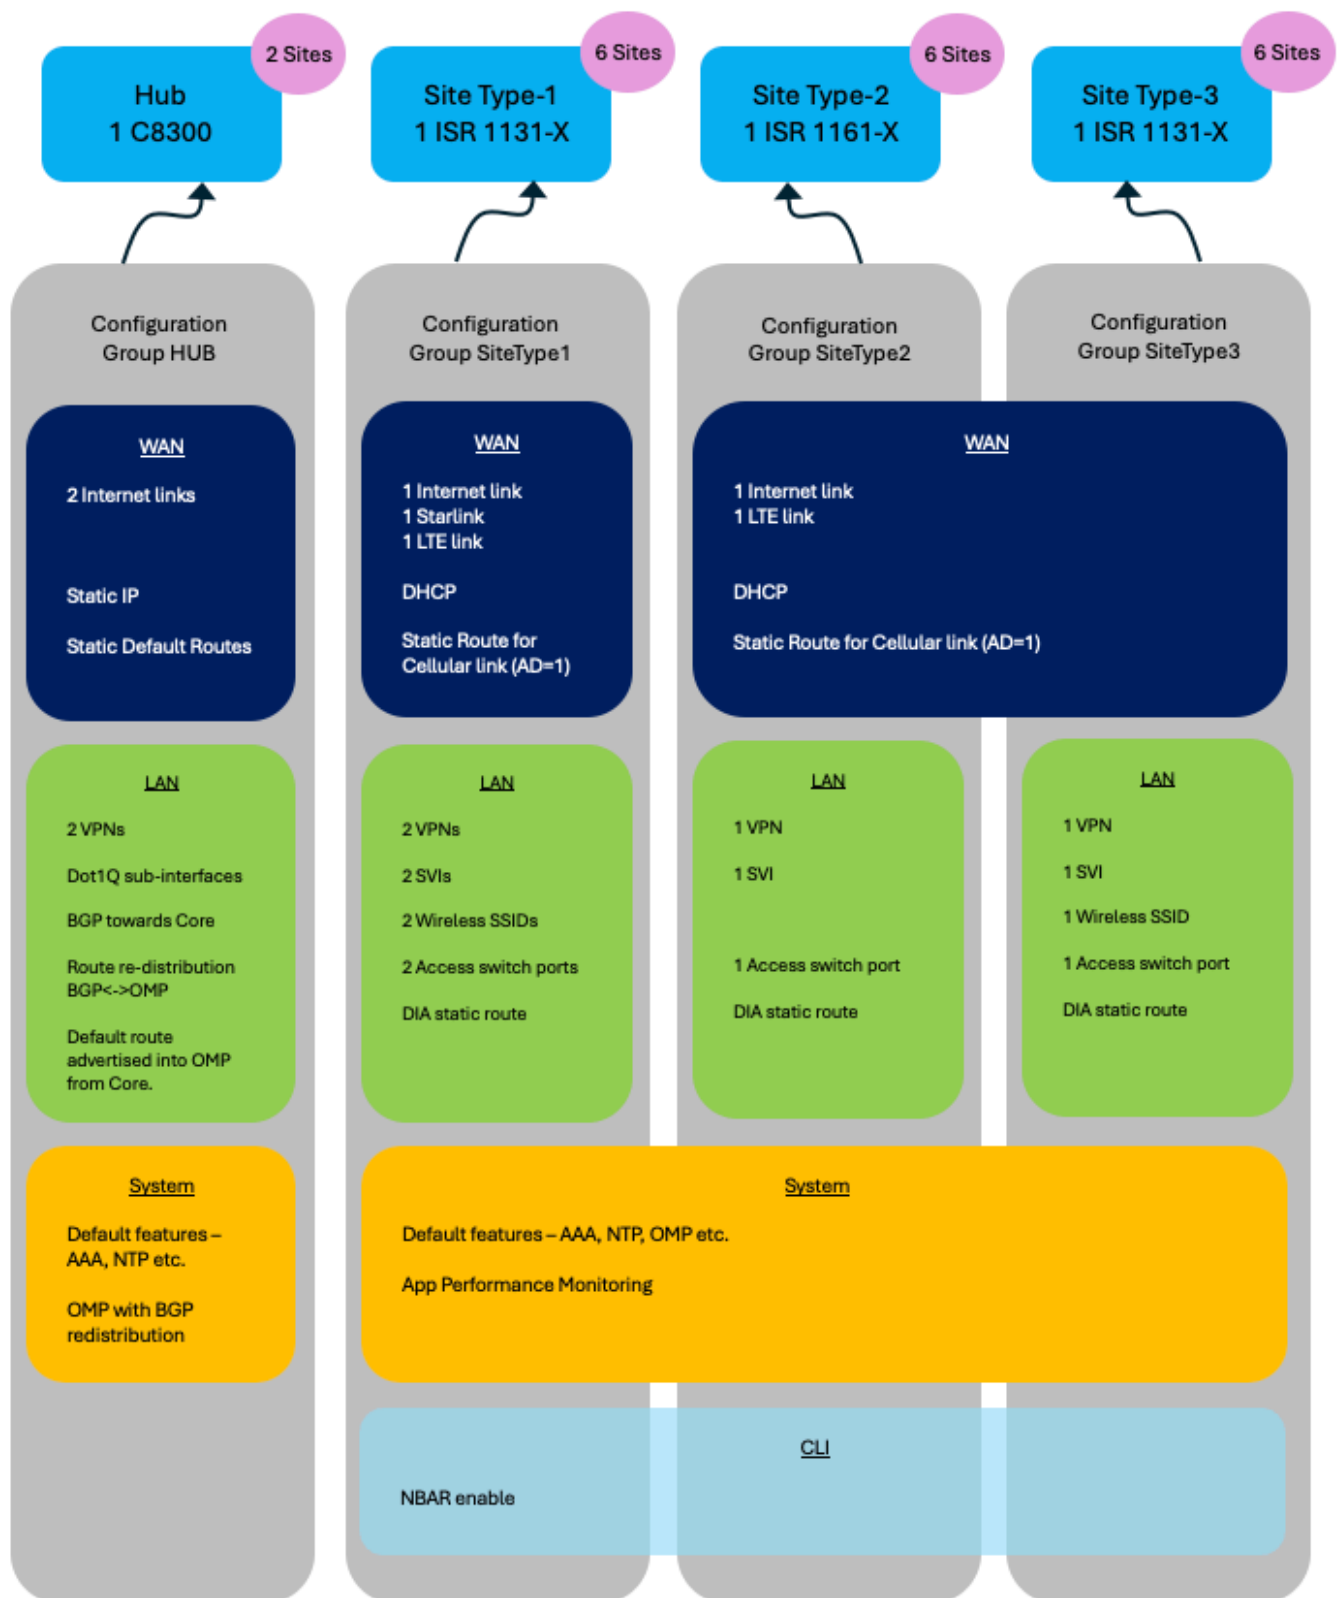 2 Sites
Hub
1 C8300
6 Sites
Site Type-1
1 ISR 1131-X
6 Sites
Site Type-2
1 ISR 1161-X
6 Sites
Site Type-3
1 ISR 1131-X
Configuration
Group HUB
Configuration
Group SiteType1
Configuration
Group SiteType2
Configuration
Group SiteType3
WAN
2 Internet links
Static IP
Static Default Routes
WAN
1 Internet link
1 Starlink
1 LTE link
DHCP
Static Route for
Cellular link (AD=1)
WAN
1 Internet link
1 LTE link
DHCP
Static Route for Cellular link (AD=1)
LAN
2 VPNs
Dot1Q sub-interfaces
BGP towards Core
Route re-distribution
BGP<->OMP
Default route
advertised into OMP
from Core.
LAN
2 VPNs
2 SVIs
2 Wireless SSIDs
2 Access switch ports
DIA static route
LAN
1 VPN
1 SVI
1 Access switch port
DIA static route
LAN
1 VPN
1 SVI
1 Wireless SSID
1 Access switch port
DIA static route
System
Default features –
AAA, NTP etc.
OMP with BGP
redistribution
System
Default features – AAA, NTP, OMP etc.
App Performance Monitoring
CLI
NBAR enable